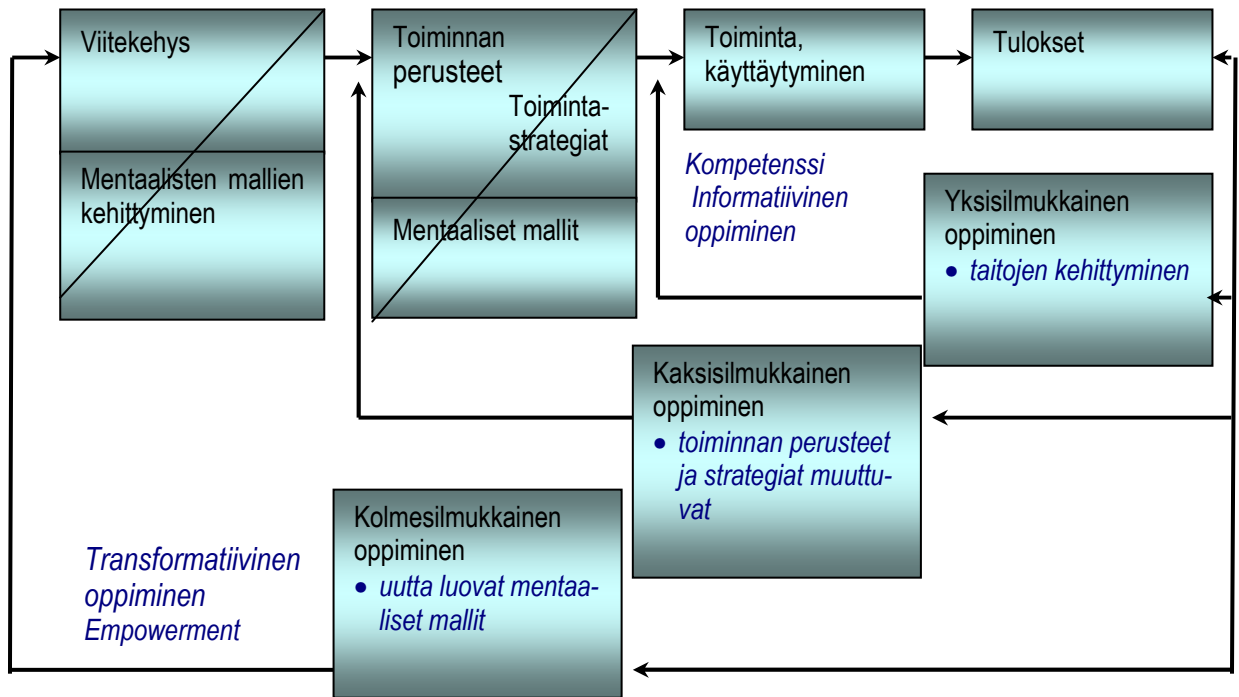 Viitekehys
Mentaalisten mallien
kehittyminen
Toiminnan
perusteet
Toiminta-
strategiat
Mentaaliset mallit
Toiminta,
käyttäytyminen
Tulokset
Kompetenssi
Informatiivinen
oppiminen
Yksisilmukkainen
oppiminen
• taitojen kehittyminen
Kaksisilmukkainen
oppiminen
• toiminnan perusteet
ja strategiat muuttu-
vat
Kolmesilmukkainen
oppiminen
• uutta luovat mentaa-
liset mallit
Transformatiivinen
oppiminen
Empowerment